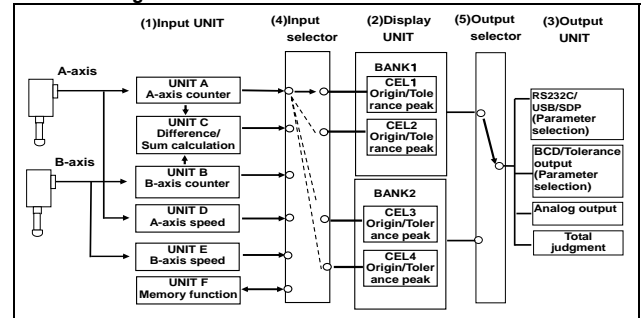 (1)Input UNIT
(4)Input
selector
(2)Display
UNIT
(5)Output
selector
(3)Output
UNIT
A-axis
B-axis
UNIT A
A-axis counter
UNIT C
Difference/
Sum calculation
UNIT B
B-axis counter
UNIT D
A-axis speed
UNIT E
B-axis speed
UNIT F
Memory function
BANK1
CEL1
Origin/Tole
rance peak
CEL2
Origin/Tole
rance peak
BANK2
CEL3
Origin/Toler
ance peak
CEL4
Origin/Toler
ance peak
RS232C/
USB/SDP
(Parameter
selection)
BCD/Tolerance
output
(Parameter
selection)
Analog output
Total
judgment